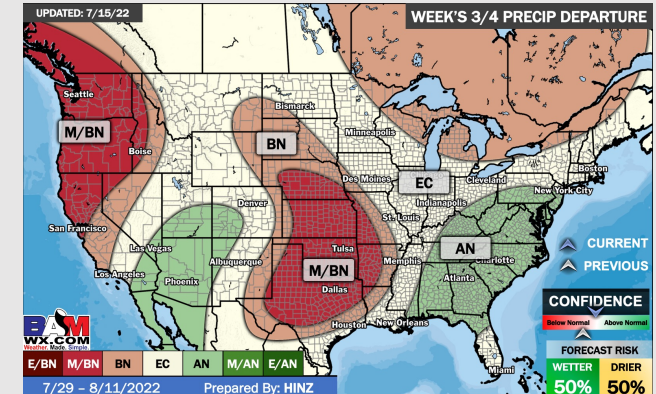 UPDATED: 7/15/22
WEEK'S 3/4 PRECIP DEPARTURE
Seattle
M/BN
Boise
Bismarck
Minneapolis
BN
Des Moines
EC
Cleveland
Boston
New York City
Indianapolis
Denver
St. Louis
San Francisco
Las Vegas
Los Angeles
Phoenix
Albuquerque
Tulsa
M/BN
Dallas
Memphis
AN
Charlotte
Atlanta
Houston
New Orleans
Miami
CURRENT
PREVIOUS
CONFIDENCE
Below Normal Above Normal
FORECAST RISK
WETTER DRIER
50% 50%
BAM
WX.COM
Weather. Made. Simple.
E/BN M/BN BN EC AN M/AN E/AN
7/29 – 8/11/2022 Prepared By: HINZ